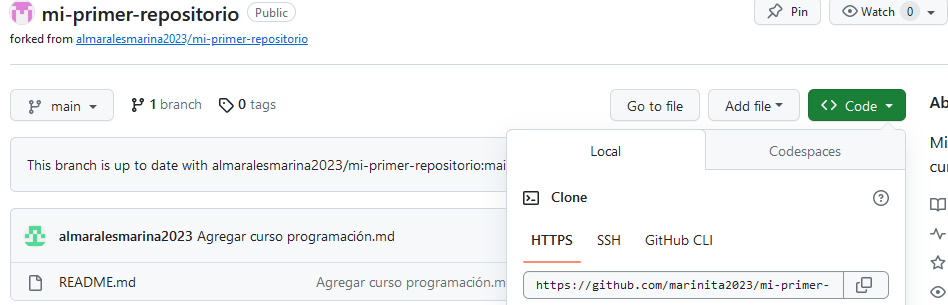 mi-primer-repositorio Public
Pin
Watch 0
forked from almaralesmarina2023/mi-primer-repositorio
main
1 branch
0 tags
Go to file
Add file
Code
Ab
This branch is up to date with almaralesmarina2023/mi-primer-repositorio:mai
Local
Codespaces
Mi
cur
Clone
almaralesmarina2023 Agregar curso programación.md
HTTPS
SSH
GitHub CLI
README.md
Agregar curso programación.m
https://github.com/marinita2023/mi-primer-